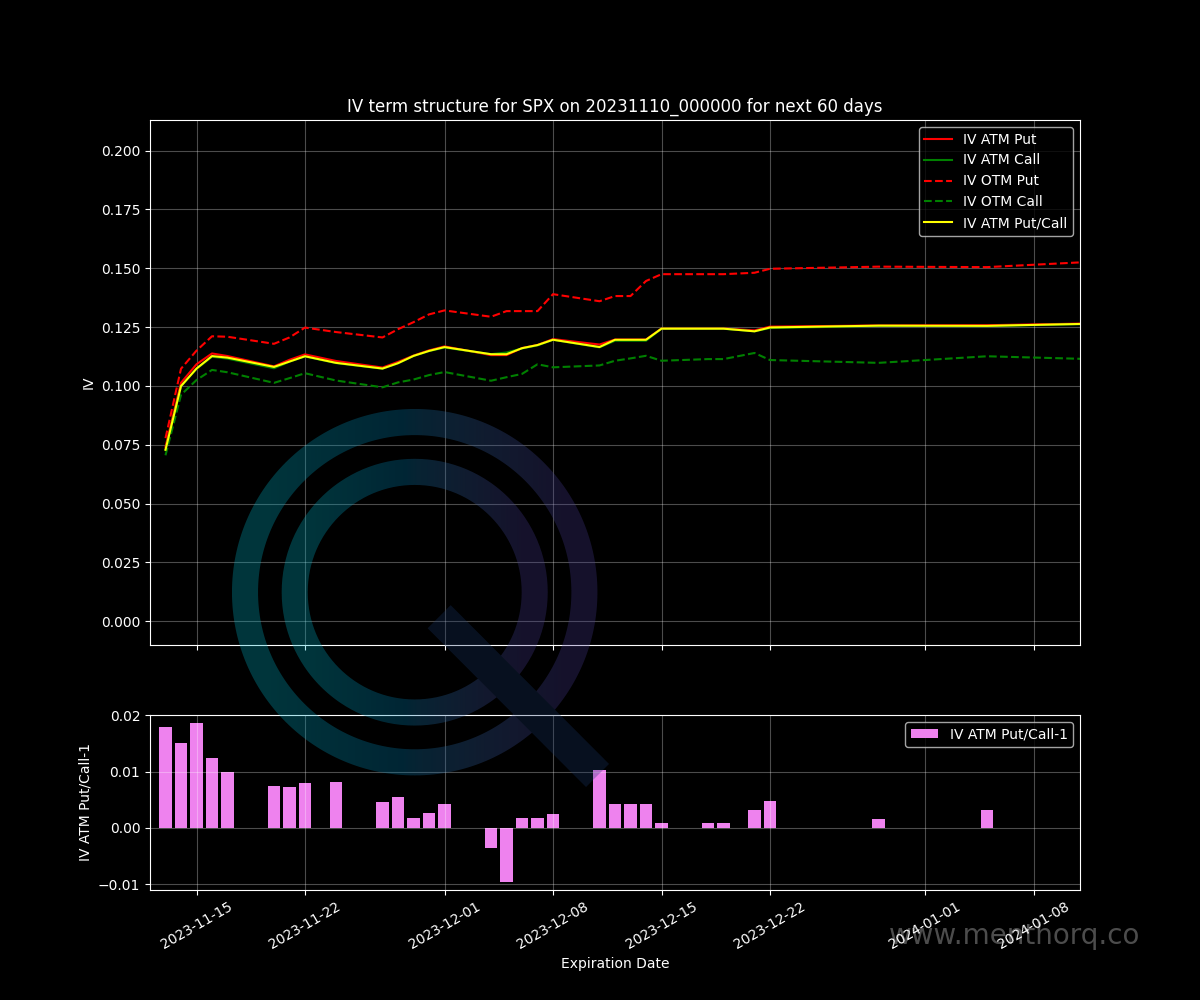 IV term structure for SPX on 20231110_000000 for next 60 days
IV ATM Put
IV ATM Call
IV OTM Put
IV OTM Call
IV ATM Put/Call
0.200
0.175
0.150
0.125
0.100
0.075
0.050
0.025
0.000
IV
IV ATM Put/Call-1
0.02
0.01
0.00
−0.01
IV ATM Put/Call-1
2023-11-15
2023-11-22
2023-12-01
2023-12-08
2023-12-15
2023-12-22
2024-01-01
2024-01-08
www.menthorq.co
Expiration Date